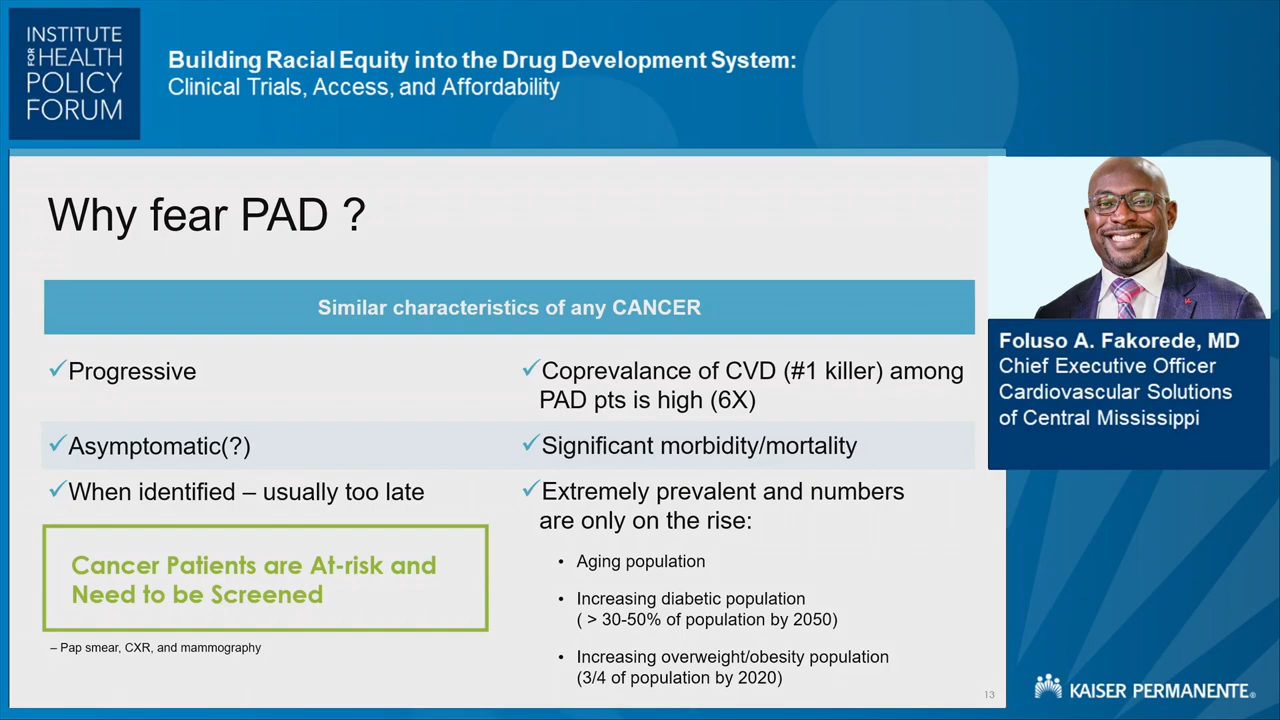 INSTITUTE
FOR HEALTH
POLICY
FORUM
Building Racial Equity into the Drug Development System:
Clinical Trials, Access, and Affordability
Why fear PAD ?
Similar characteristics of any CANCER
✓Progressive
✓Asymptomatic(?)
✓When identified – usually too late
Cancer Patients are At-risk and
Need to be Screened
– Pap smear, CXR, and mammography
✓Coprevalance of CVD (#1 killer) among
PAD pts is high (6X)
✓Significant morbidity/mortality
✓Extremely prevalent and numbers
are only on the rise:
• Aging population
• Increasing diabetic population
( > 30-50% of population by 2050)
• Increasing overweight/obesity population
(3/4 of population by 2020)
13
Foluso A. Fakorede, MD
Chief Executive Officer
Cardiovascular Solutions
of Central Mississippi
KAISER PERMANENTE®